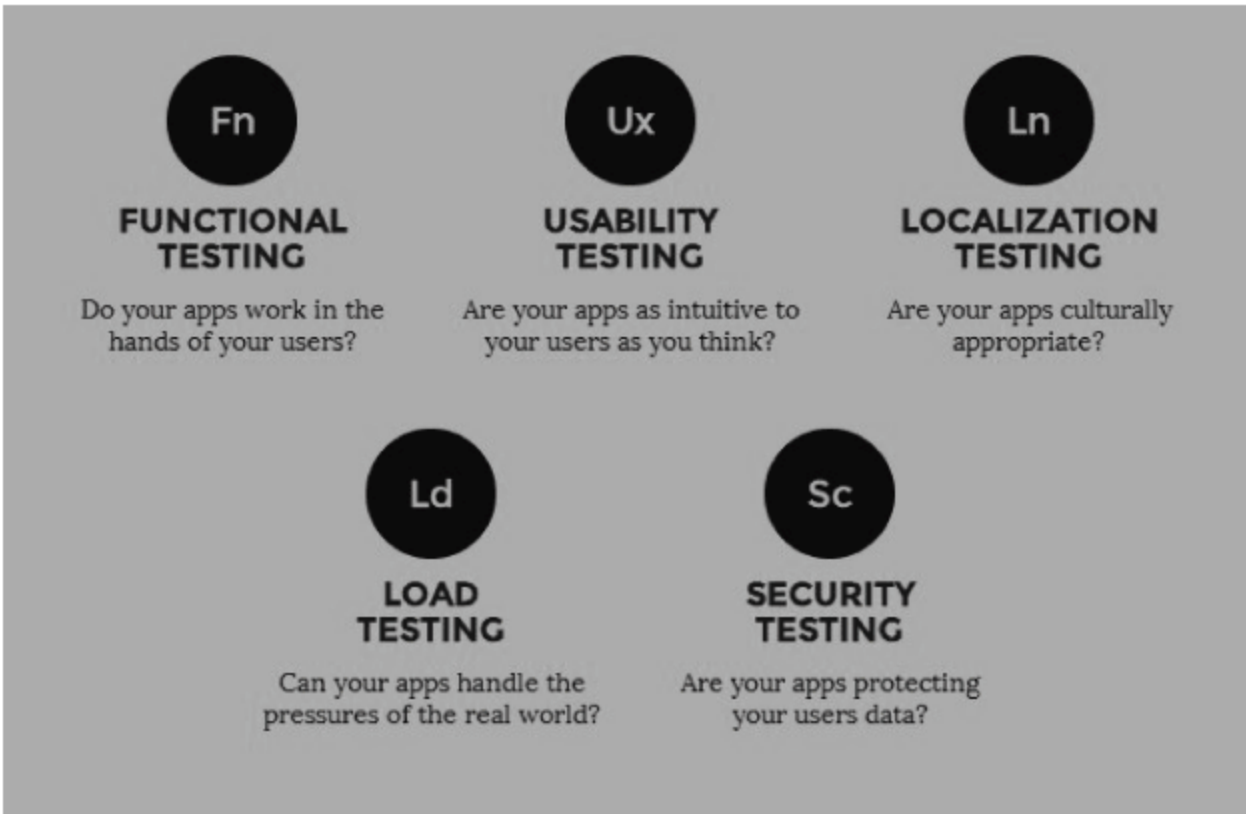 Fn
FUNCTIONAL
TESTING
Do your apps work in the
hands of your users?
Ux
USABILITY
TESTING
Are your apps as intuitive to
your users as you think?
Ln
LOCALIZATION
TESTING
Are your apps culturally
appropriate?
Ld
LOAD
TESTING
Can your apps handle the
pressures of the real world?
Sc
SECURITY
TESTING
Are your apps protecting
your users data?